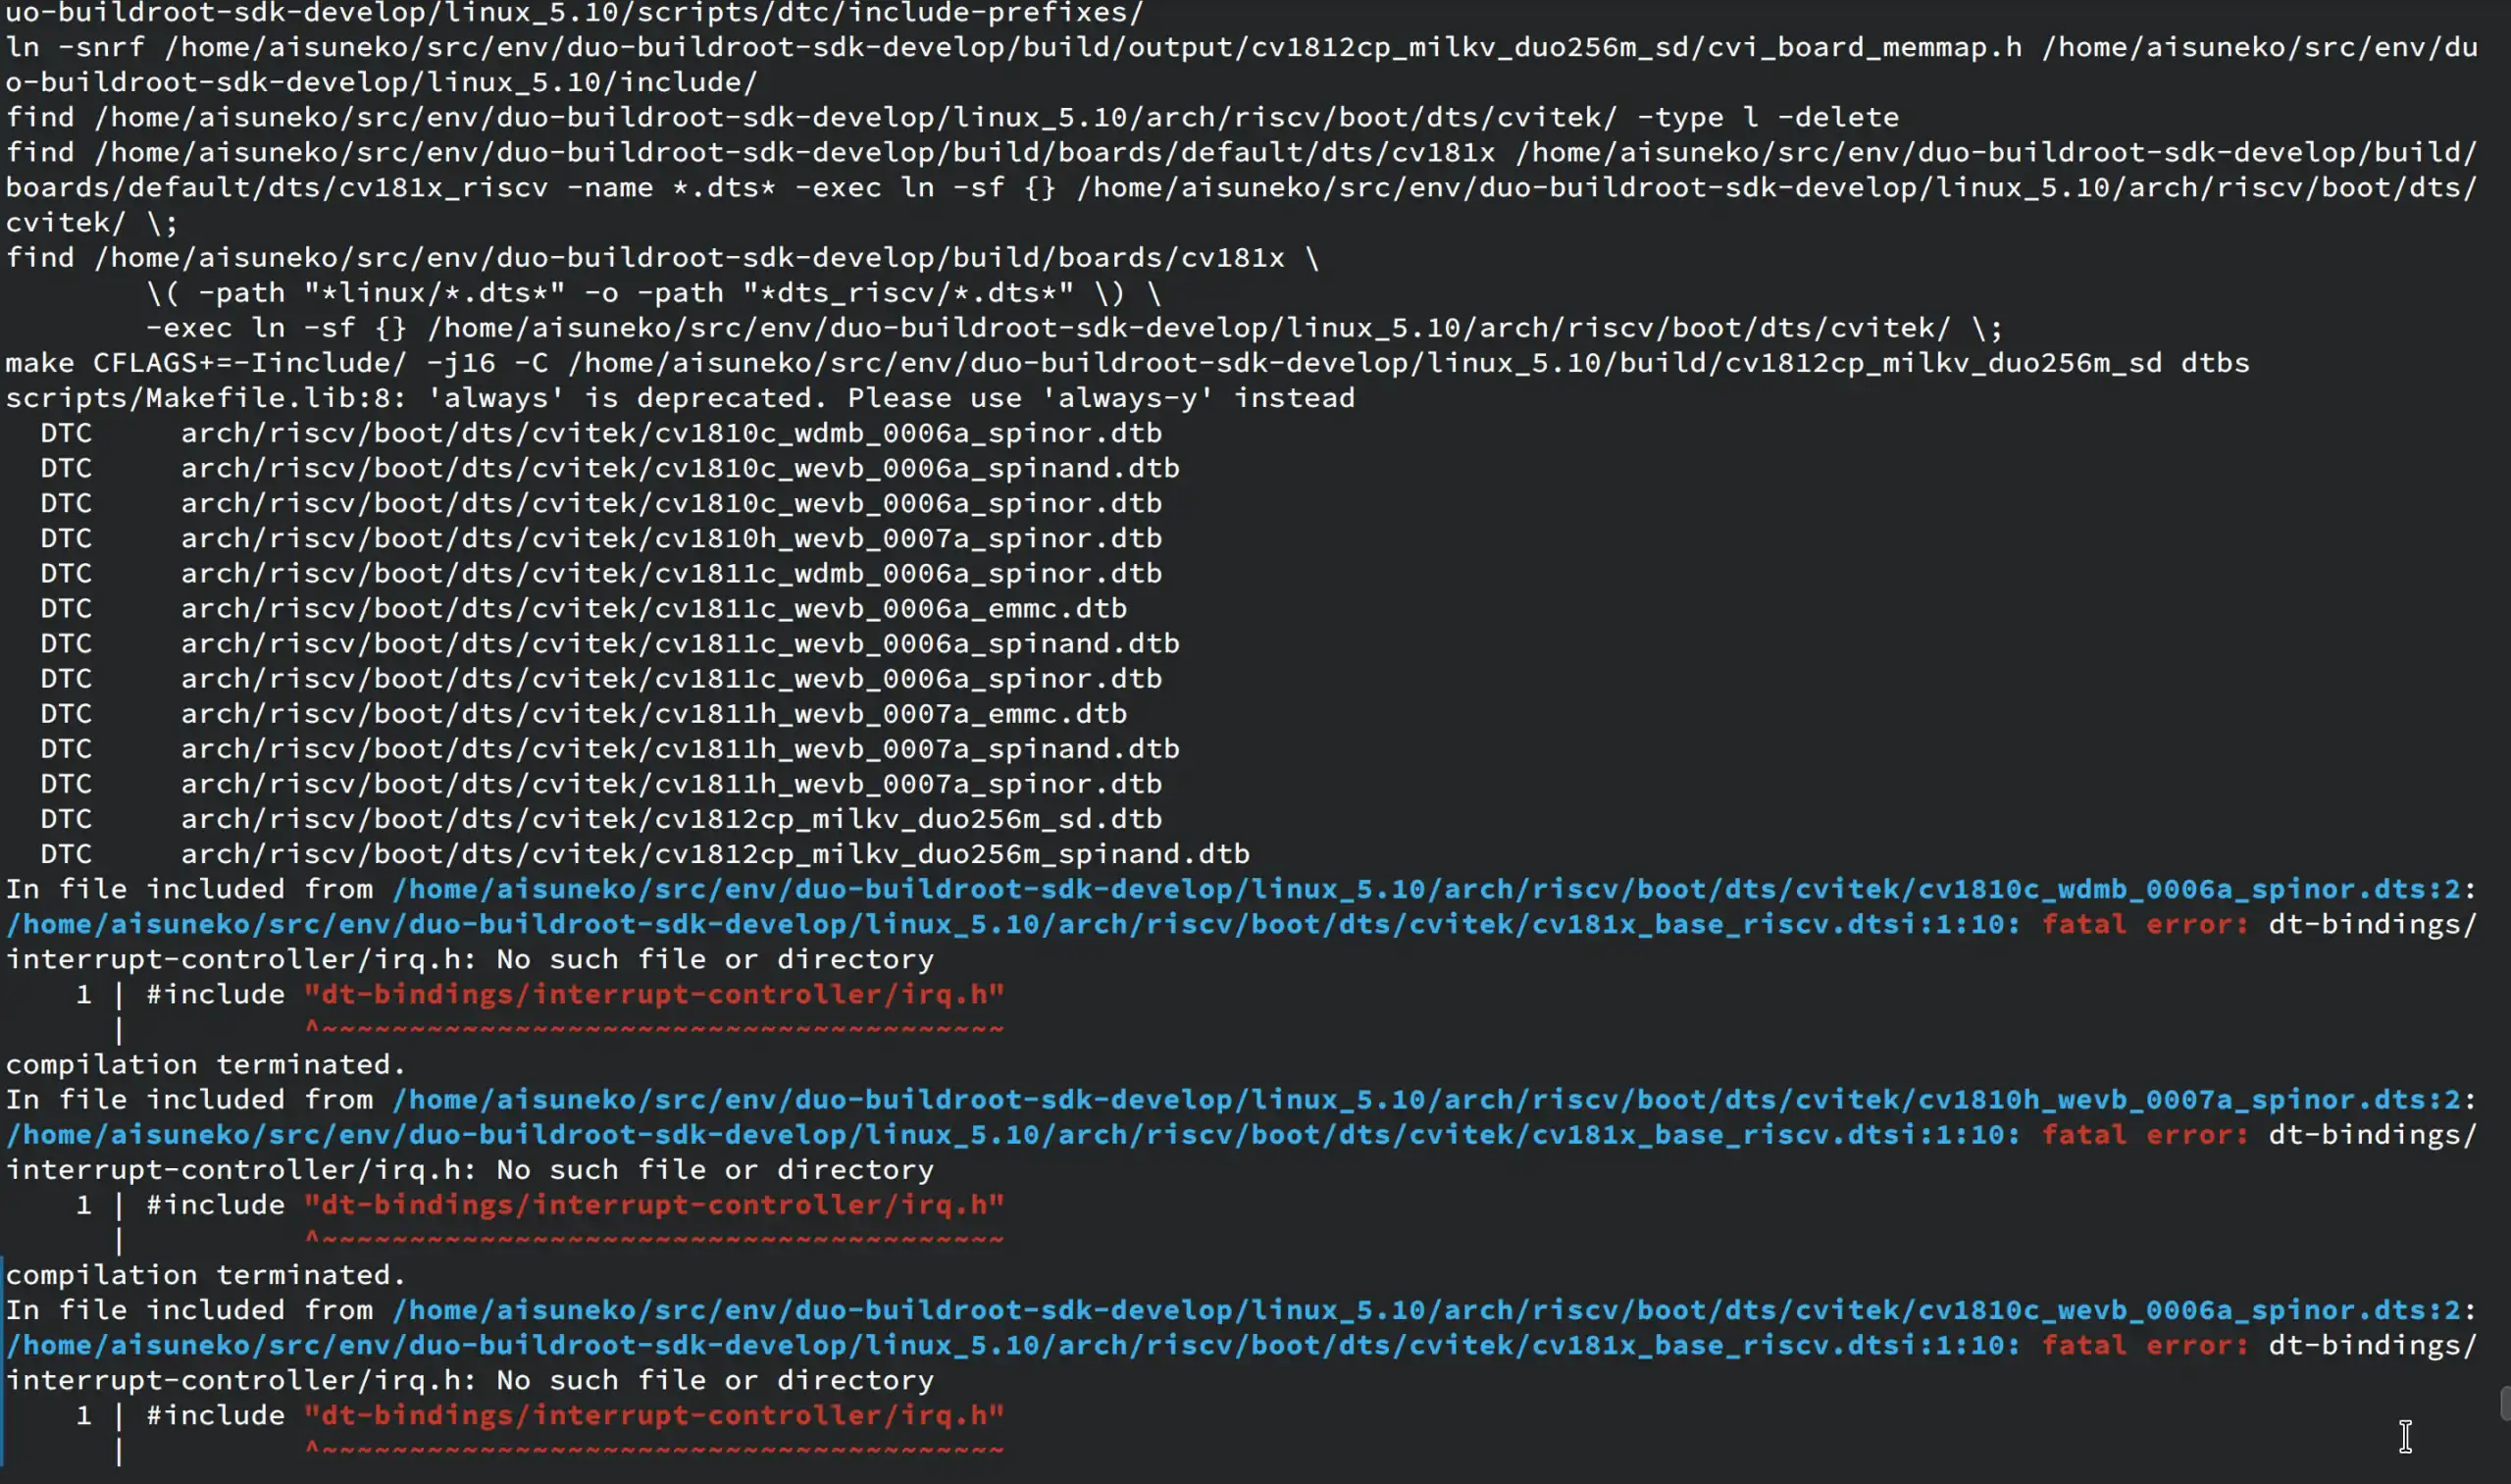 uo-buildroot-sdk-develop/linux_5.10/scripts/dtc/include-prefixes/
ln -snrf /home/aisuneko/src/env/duo-buildroot-sdk-develop/build/output/cv1812cp_milkv_duo256m_sd/cvi_board_memmap.h /home/aisuneko/src/env/du
o-buildroot-sdk-develop/linux_5.10/include/
find /home/aisuneko/src/env/duo-buildroot-sdk-develop/linux_5.10/arch/riscv/boot/dts/cvitek/ -type l -delete
find /home/aisuneko/src/env/duo-buildroot-sdk-develop/build/boards/default/dts/cv181x /home/aisuneko/src/env/duo-buildroot-sdk-develop/build/
boards/default/dts/cv181x_riscv -name *.dts* -exec ln -sf {} /home/aisuneko/src/env/duo-buildroot-sdk-develop/linux_5.10/arch/riscv/boot/dts/
cvitek/ \;
find /home/aisuneko/src/env/duo-buildroot-sdk-develop/build/boards/cv181x \
        \( -path "*linux/*.dts*" -o -path "*dts_riscv/*.dts*" \) \
        -exec ln -sf {} /home/aisuneko/src/env/duo-buildroot-sdk-develop/linux_5.10/arch/riscv/boot/dts/cvitek/ \;
make CFLAGS+=-Iinclude/ -j16 -C /home/aisuneko/src/env/duo-buildroot-sdk-develop/linux_5.10/build/cv1812cp_milkv_duo256m_sd dtbs
scripts/Makefile.lib:8: 'always' is deprecated. Please use 'always-y' instead
  DTC     arch/riscv/boot/dts/cvitek/cv1810c_wdmb_0006a_spinor.dtb
  DTC     arch/riscv/boot/dts/cvitek/cv1810c_wevb_0006a_spinand.dtb
  DTC     arch/riscv/boot/dts/cvitek/cv1810c_wevb_0006a_spinor.dtb
  DTC     arch/riscv/boot/dts/cvitek/cv1810h_wevb_0007a_spinor.dtb
  DTC     arch/riscv/boot/dts/cvitek/cv1811c_wdmb_0006a_spinor.dtb
  DTC     arch/riscv/boot/dts/cvitek/cv1811c_wevb_0006a_emmc.dtb
  DTC     arch/riscv/boot/dts/cvitek/cv1811c_wevb_0006a_spinand.dtb
  DTC     arch/riscv/boot/dts/cvitek/cv1811c_wevb_0006a_spinor.dtb
  DTC     arch/riscv/boot/dts/cvitek/cv1811h_wevb_0007a_emmc.dtb
  DTC     arch/riscv/boot/dts/cvitek/cv1811h_wevb_0007a_spinand.dtb
  DTC     arch/riscv/boot/dts/cvitek/cv1811h_wevb_0007a_spinor.dtb
  DTC     arch/riscv/boot/dts/cvitek/cv1812cp_milkv_duo256m_sd.dtb
  DTC     arch/riscv/boot/dts/cvitek/cv1812cp_milkv_duo256m_spinand.dtb
In file included from /home/aisuneko/src/env/duo-buildroot-sdk-develop/linux_5.10/arch/riscv/boot/dts/cvitek/cv1810c_wdmb_0006a_spinor.dts:2:
/home/aisuneko/src/env/duo-buildroot-sdk-develop/linux_5.10/arch/riscv/boot/dts/cvitek/cv181x_base_riscv.dtsi:1:10: fatal error: dt-bindings/
interrupt-controller/irq.h: No such file or directory
    1 | #include "dt-bindings/interrupt-controller/irq.h"
      |          ^~~~~~~~~~~~~~~~~~~~~~~~~~~~~~~~~~~~~~~~
compilation terminated.
In file included from /home/aisuneko/src/env/duo-buildroot-sdk-develop/linux_5.10/arch/riscv/boot/dts/cvitek/cv1810h_wevb_0007a_spinor.dts:2:
/home/aisuneko/src/env/duo-buildroot-sdk-develop/linux_5.10/arch/riscv/boot/dts/cvitek/cv181x_base_riscv.dtsi:1:10: fatal error: dt-bindings/
interrupt-controller/irq.h: No such file or directory
    1 | #include "dt-bindings/interrupt-controller/irq.h"
      |          ^~~~~~~~~~~~~~~~~~~~~~~~~~~~~~~~~~~~~~~~
compilation terminated.
In file included from /home/aisuneko/src/env/duo-buildroot-sdk-develop/linux_5.10/arch/riscv/boot/dts/cvitek/cv1810c_wevb_0006a_spinor.dts:2:
/home/aisuneko/src/env/duo-buildroot-sdk-develop/linux_5.10/arch/riscv/boot/dts/cvitek/cv181x_base_riscv.dtsi:1:10: fatal error: dt-bindings/
interrupt-controller/irq.h: No such file or directory
    1 | #include "dt-bindings/interrupt-controller/irq.h"
      |          ^~~~~~~~~~~~~~~~~~~~~~~~~~~~~~~~~~~~~~~~